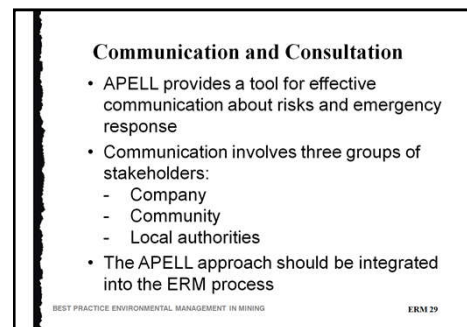 Communication and Consultation
• APELL provides a tool for effective
communication about risks and emergency
response
• Communication involves three groups of
stakeholders:
- Company
- Community
- Local authorities
• The APELL approach should be integrated
into the ERM process
BEST PRACTICE ENVIRONMENTAL MANAGEMENT IN MINING ERM 29